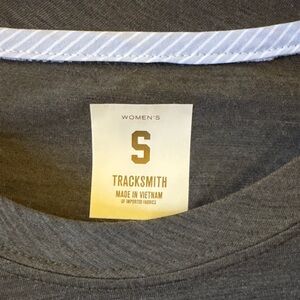 WOMEN'S
S
TRACKSMITH
MADE IN VIETNAM
OF IMPORTED FABRICS